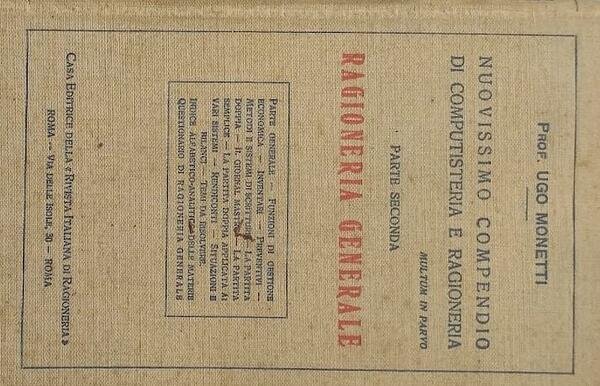 PROF. UGO MONETTI
NUOVISSIMO COMPENDIO
DI COMPUTISTERIA E RAGIONERIA
MULTUM IN PARVO
PARTE SECONDA
RAGIONERIA GENERALE
PARTE GENERALE — FUNZIONI DI GESTIONE
ECONOMICA — INVENTARI — PREVENTIVI —
METODI E SISTEMI DI SCRITTURE — LA PARTITA
DOPPIA — IL GIORNAL MASTRO — LA PARTITA
SEMPLICE — LA PARTITA DOPPIA APPLICATA AI
VARI SISTEMI — RENDICONTI — SITUAZIONI E
BILANCI — TEMI DA RISOLVERE.
INDICE ALFABETICO-ANALITICO DELLE MATERIE
QUESTIONARIO DI RAGIONERIA GENERALE
CASA EDITRICE DELLA « RIVISTA ITALIANA DI RAGIONERIA »
ROMA — VIA DELLE ISOLE, 30 — ROMA